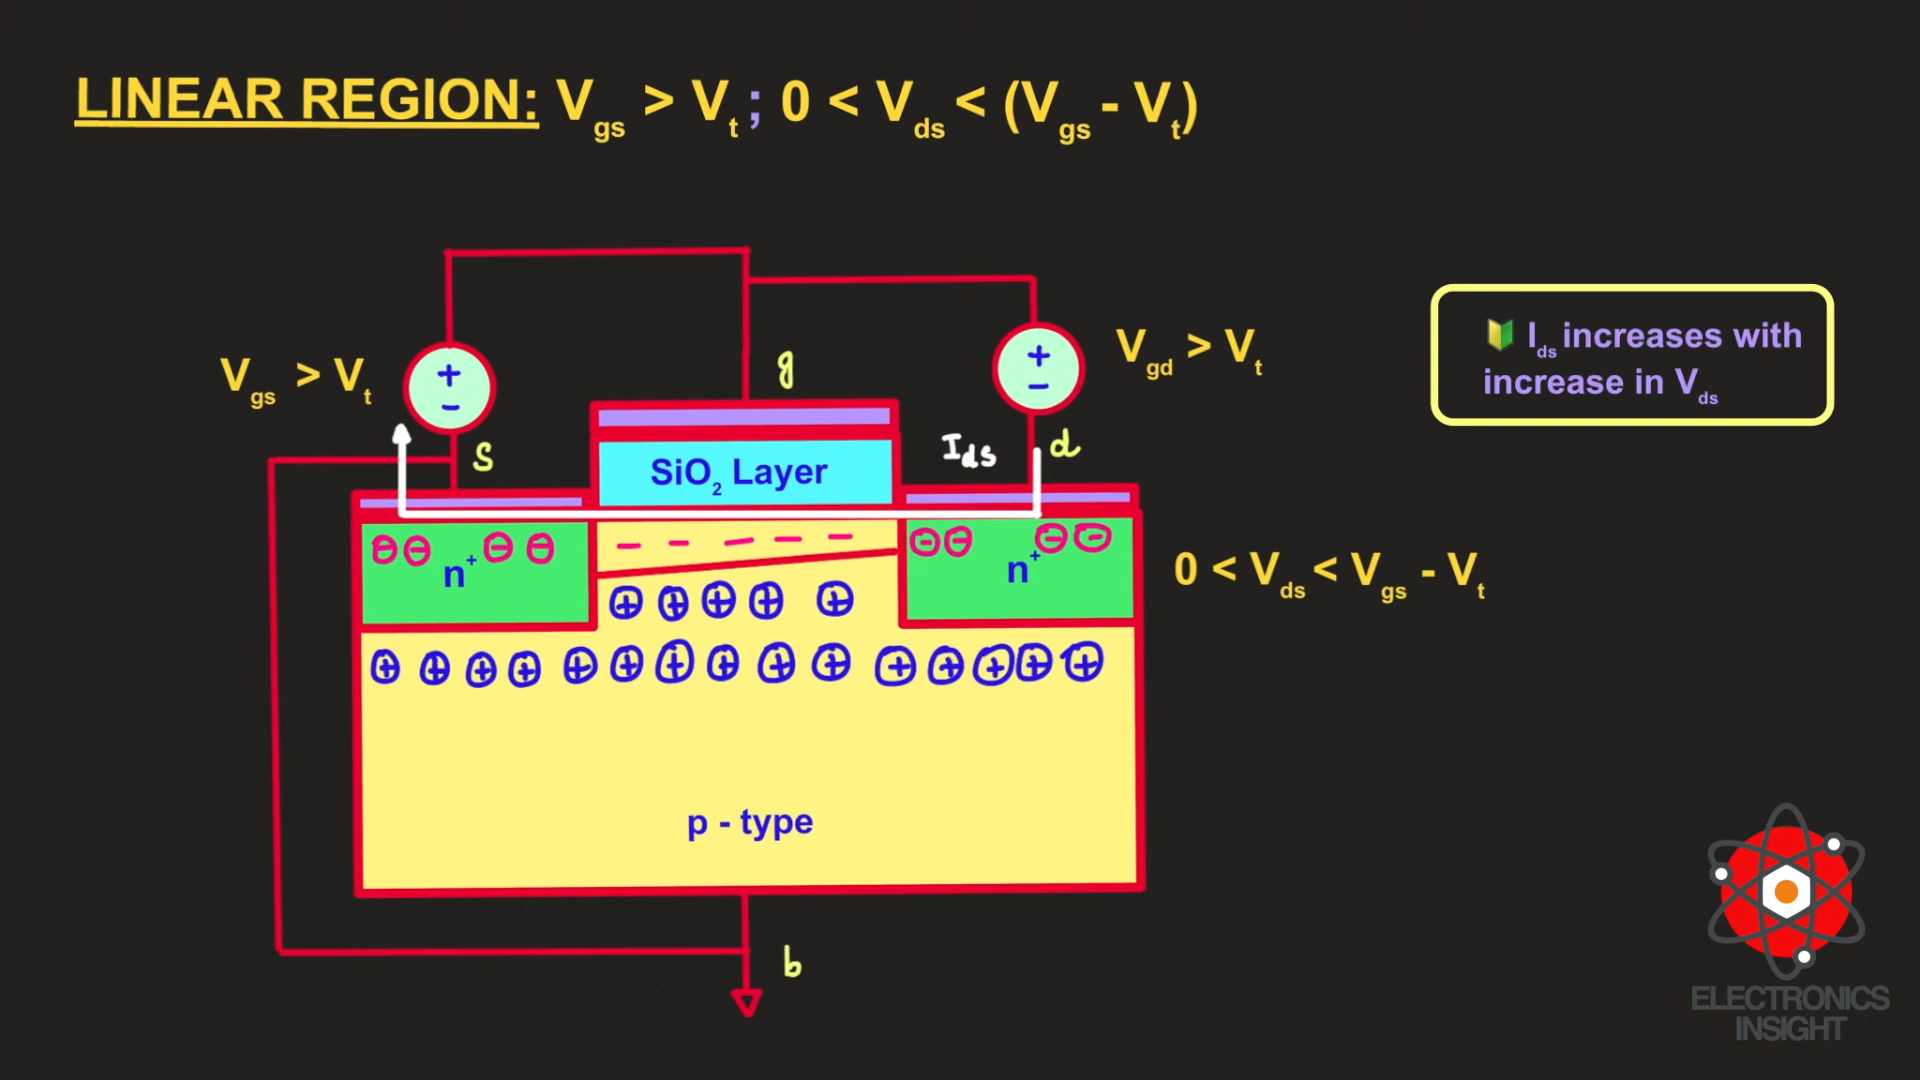 LINEAR REGION: Vgs > Vt ; 0 < Vds < (Vgs - Vt)
Vgs > Vt
+
-
g
+
-
Vgd > Vt
🔰 Ids increases with
increase in Vds
S
Ids
d
SiO2 Layer
n+
n+
0 < Vds < Vgs - Vt
p - type
b
ELECTRONICS
INSIGHT